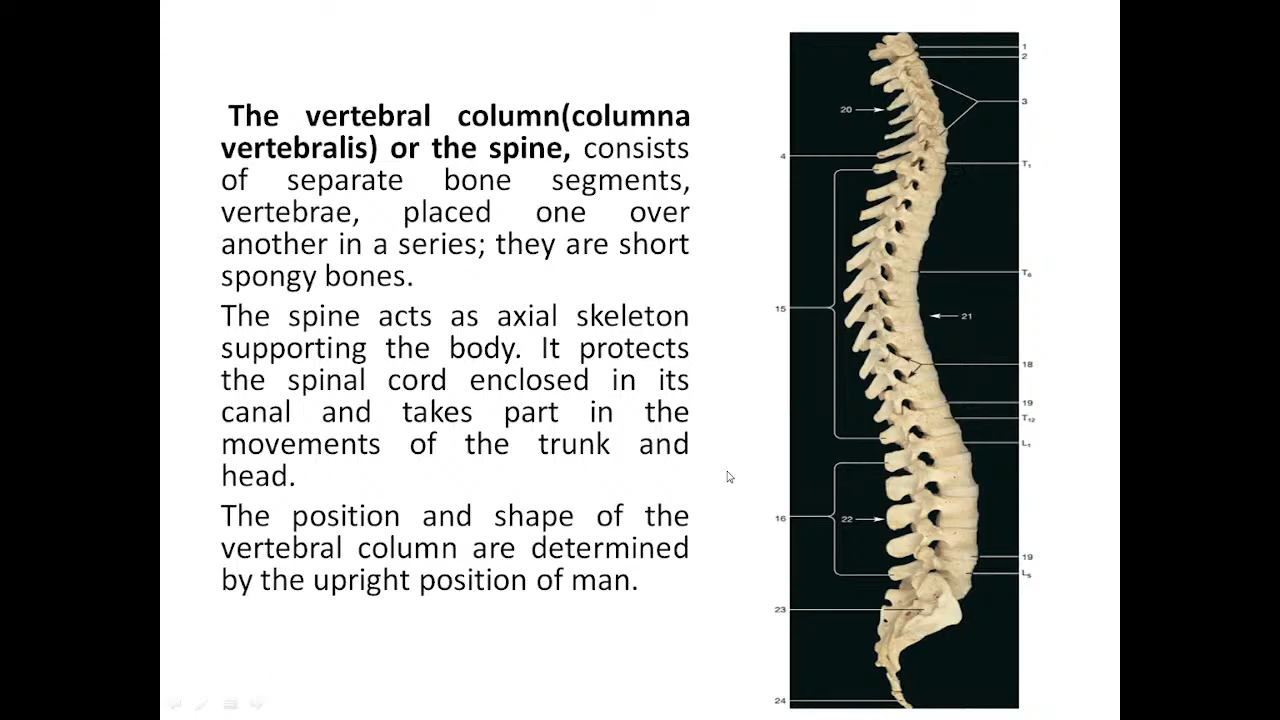 The vertebral column(columna
vertebralis) or the spine, consists
of separate bone segments,
vertebrae, placed one over
another in a series; they are short
spongy bones.
The spine acts as axial skeleton
supporting the body. It protects
the spinal cord enclosed in its
canal and takes part in the
movements of the trunk and
head.
The position and shape of the
vertebral column are determined
by the upright position of man.
1
2
3
20
4
T₁
T₆
15
21
18
19
T₁₂
L₁
16
22
19
L₅
23
24